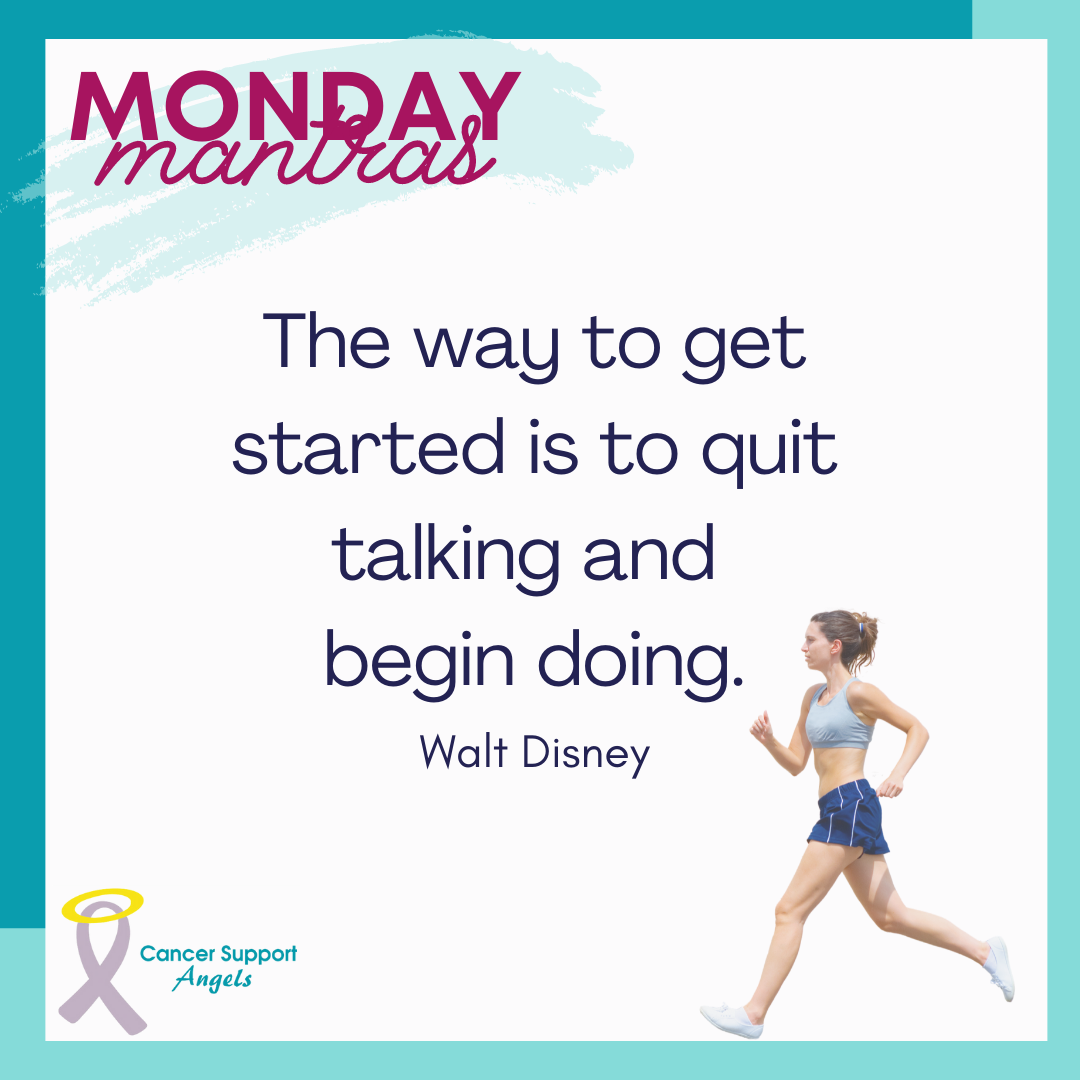 MONDAY
mantras
The way to get
started is to quit
talking and
begin doing.
Walt Disney
Cancer Support
Angels